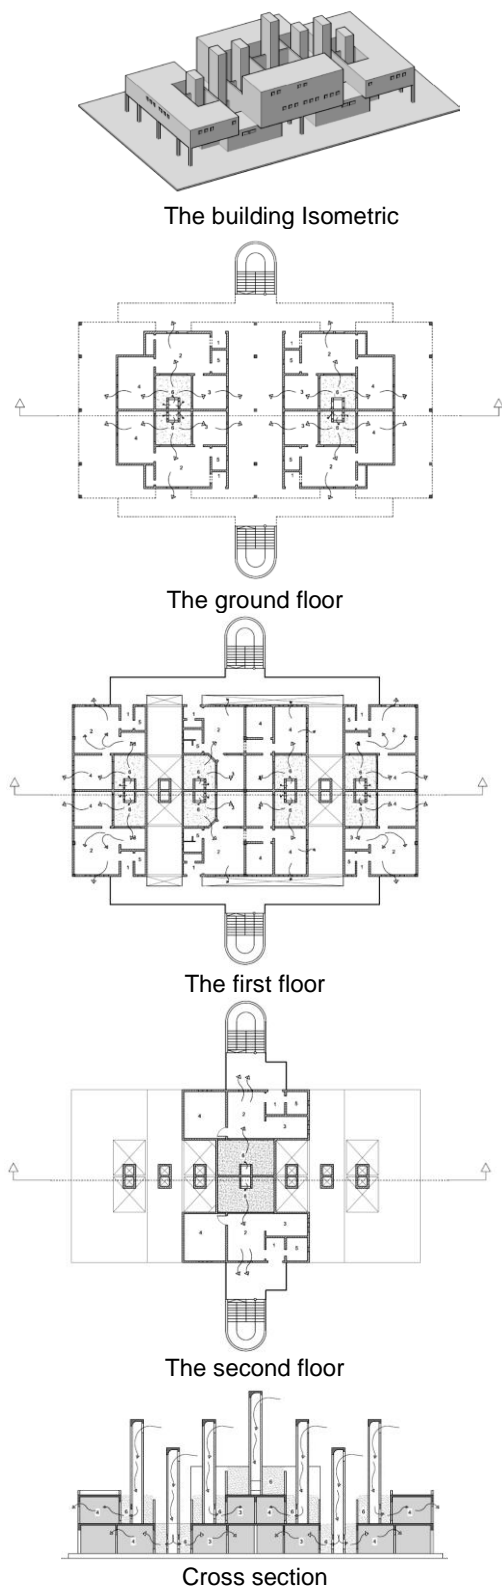 The building Isometric
The ground floor
The first floor
The second floor
Cross section